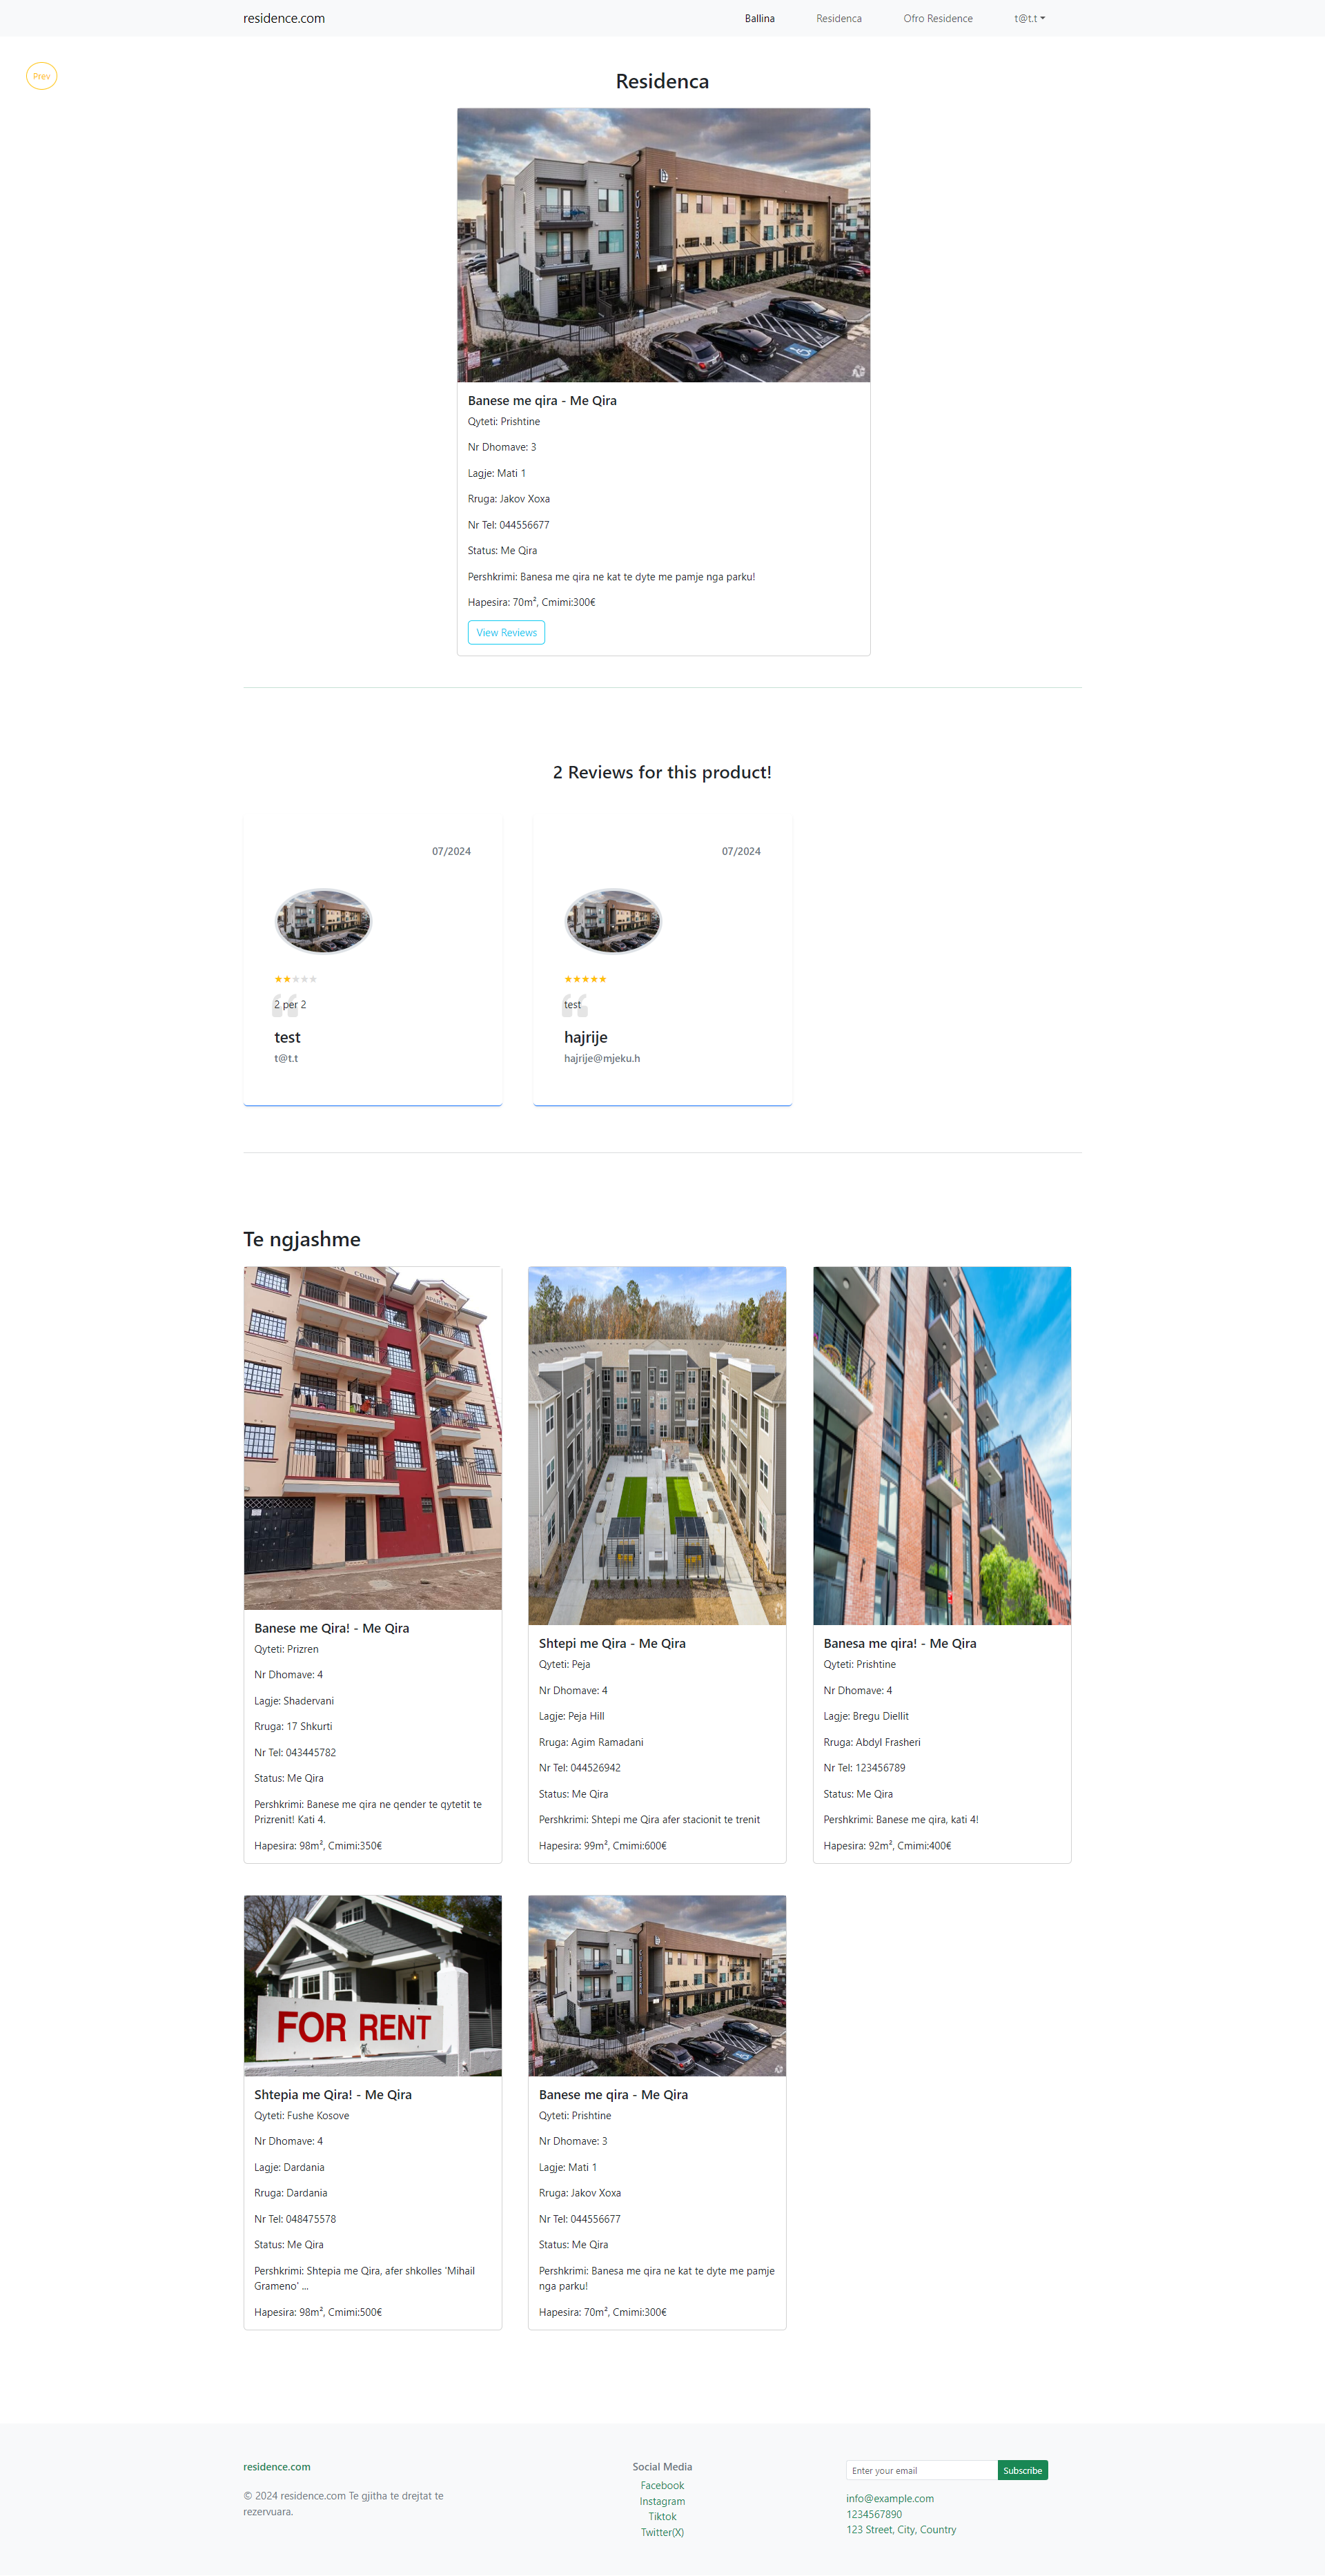 residence.com
Ballina
Residenca
Ofro Residence
t@t.t
Prev
Residenca
CULEBRA
Banese me qira - Me Qira
Qyteti: Prishtine
Nr Dhomave: 3
Lagje: Mati 1
Rruga: Jakov Xoxa
Nr Tel: 044556677
Status: Me Qira
Pershkrimi: Banesa me qira ne kat te dyte me pamje nga parku!
Hapesira: 70m², Cmimi:300€
View Reviews
2 Reviews for this product!
07/2024
2 per 2
test
t@t.t
07/2024
test
hajrije
hajrije@mjeku.h
Te ngjashme
COURT
Banese me Qira! - Me Qira
Qyteti: Prizren
Nr Dhomave: 4
Lagje: Shadervani
Rruga: 17 Shkurti
Nr Tel: 043445782
Status: Me Qira
Pershkrimi: Banese me qira ne qender te qytetit te
Prizrenit! Kati 4.
Hapesira: 98m², Cmimi:350€
Shtepi me Qira - Me Qira
Qyteti: Peja
Nr Dhomave: 4
Lagje: Peja Hill
Rruga: Agim Ramadani
Nr Tel: 044526942
Status: Me Qira
Pershkrimi: Shtepi me Qira afer stacionit te trenit
Hapesira: 99m², Cmimi:600€
Banesa me qira! - Me Qira
Qyteti: Prishtine
Nr Dhomave: 4
Lagje: Bregu Diellit
Rruga: Abdyl Frasheri
Nr Tel: 123456789
Status: Me Qira
Pershkrimi: Banese me qira, kati 4!
Hapesira: 92m², Cmimi:400€
FOR RENT
Shtepia me Qira! - Me Qira
Qyteti: Fushe Kosove
Nr Dhomave: 4
Lagje: Dardania
Rruga: Dardania
Nr Tel: 048475578
Status: Me Qira
Pershkrimi: Shtepia me Qira, afer shkolles 'Mihail
Grameno' ...
Hapesira: 98m², Cmimi:500€
Banese me qira - Me Qira
Qyteti: Prishtine
Nr Dhomave: 3
Lagje: Mati 1
Rruga: Jakov Xoxa
Nr Tel: 044556677
Status: Me Qira
Pershkrimi: Banesa me qira ne kat te dyte me pamje
nga parku!
Hapesira: 70m², Cmimi:300€
residence.com
© 2024 residence.com Te gjitha te drejtat te
rezervuara.
Social Media
Facebook
Instagram
Tiktok
Twitter(X)
Enter your email
Subscribe
info@example.com
1234567890
123 Street, City, Country